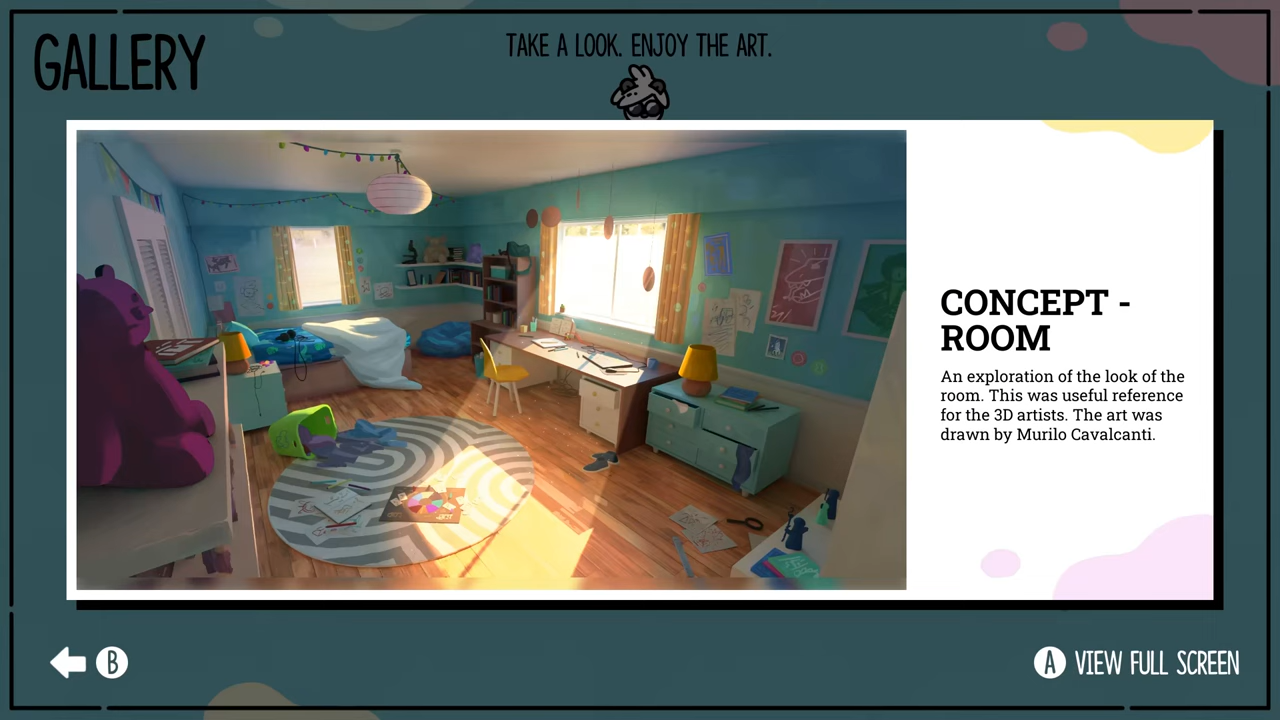 GALLERY
TAKE A LOOK. ENJOY THE ART.
CONCEPT -
ROOM
An exploration of the look of the
room. This was useful reference
for the 3D artists. The art was
drawn by Murilo Cavalcanti.
B
A VIEW FULL SCREEN